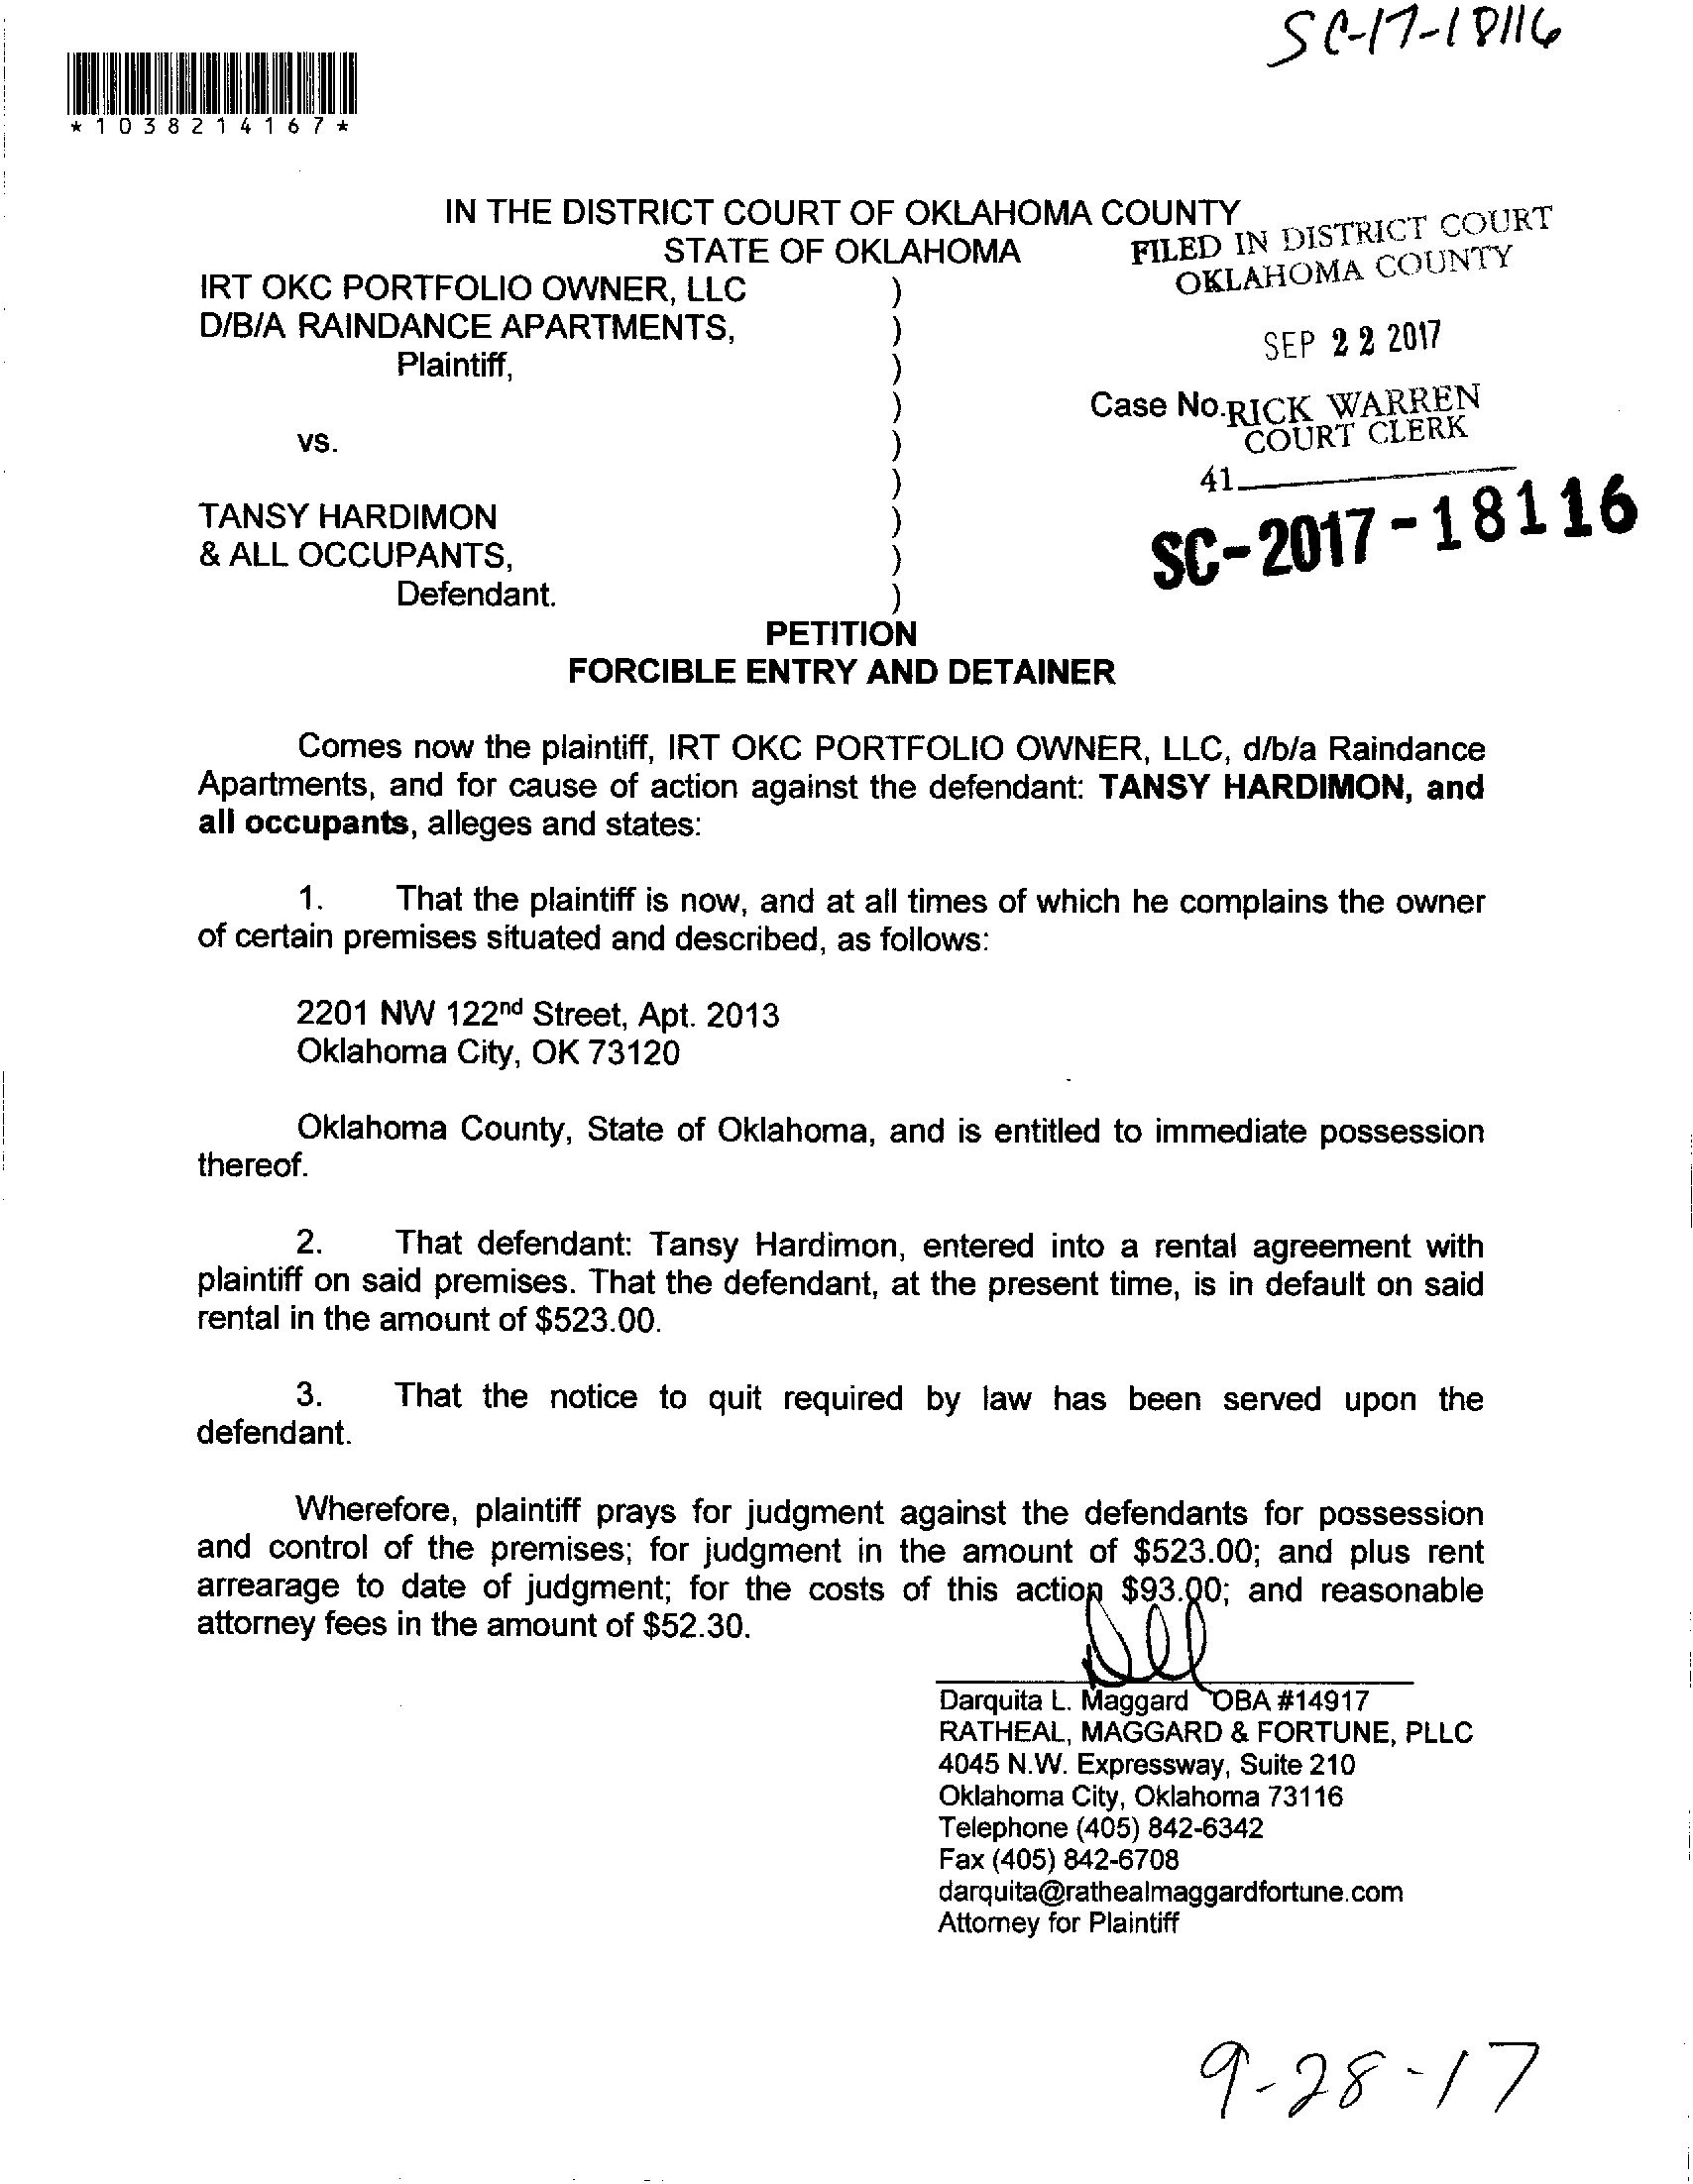 SC-17-18116
*1038214167*
IN THE DISTRICT COURT OF OKLAHOMA COUNTY
STATE OF OKLAHOMA
FILED IN DISTRICT COURT
OKLAHOMA COUNTY
IRT OKC PORTFOLIO OWNER, LLC )
D/B/A RAINDANCE APARTMENTS, )
Plaintiff, )
SEP 22 2017
)
Case No.
RICK WARREN
COURT CLERK
vs. )
)
41
TANSY HARDIMON )
& ALL OCCUPANTS, )
Defendant. )
SC-2017-18116
PETITION
FORCIBLE ENTRY AND DETAINER
Comes now the plaintiff, IRT OKC PORTFOLIO OWNER, LLC, d/b/a Raindance
Apartments, and for cause of action against the defendant: TANSY HARDIMON, and
all occupants, alleges and states:
1. That the plaintiff is now, and at all times of which he complains the owner
of certain premises situated and described, as follows:
2201 NW 122nd Street, Apt. 2013
Oklahoma City, OK 73120
Oklahoma County, State of Oklahoma, and is entitled to immediate possession
thereof.
2. That defendant: Tansy Hardimon, entered into a rental agreement with
plaintiff on said premises. That the defendant, at the present time, is in default on said
rental in the amount of $523.00.
3. That the notice to quit required by law has been served upon the
defendant.
Wherefore, plaintiff prays for judgment against the defendants for possession
and control of the premises; for judgment in the amount of $523.00; and plus rent
arrearage to date of judgment; for the costs of this action $93.00; and reasonable
attorney fees in the amount of $52.30.
Darquita L. Maggard OBA #14917
RATHEAL, MAGGARD & FORTUNE, PLLC
4045 N.W. Expressway, Suite 210
Oklahoma City, Oklahoma 73116
Telephone (405) 842-6342
Fax (405) 842-6708
darquita@rathealmaggardfortune.com
Attorney for Plaintiff
9-28-17